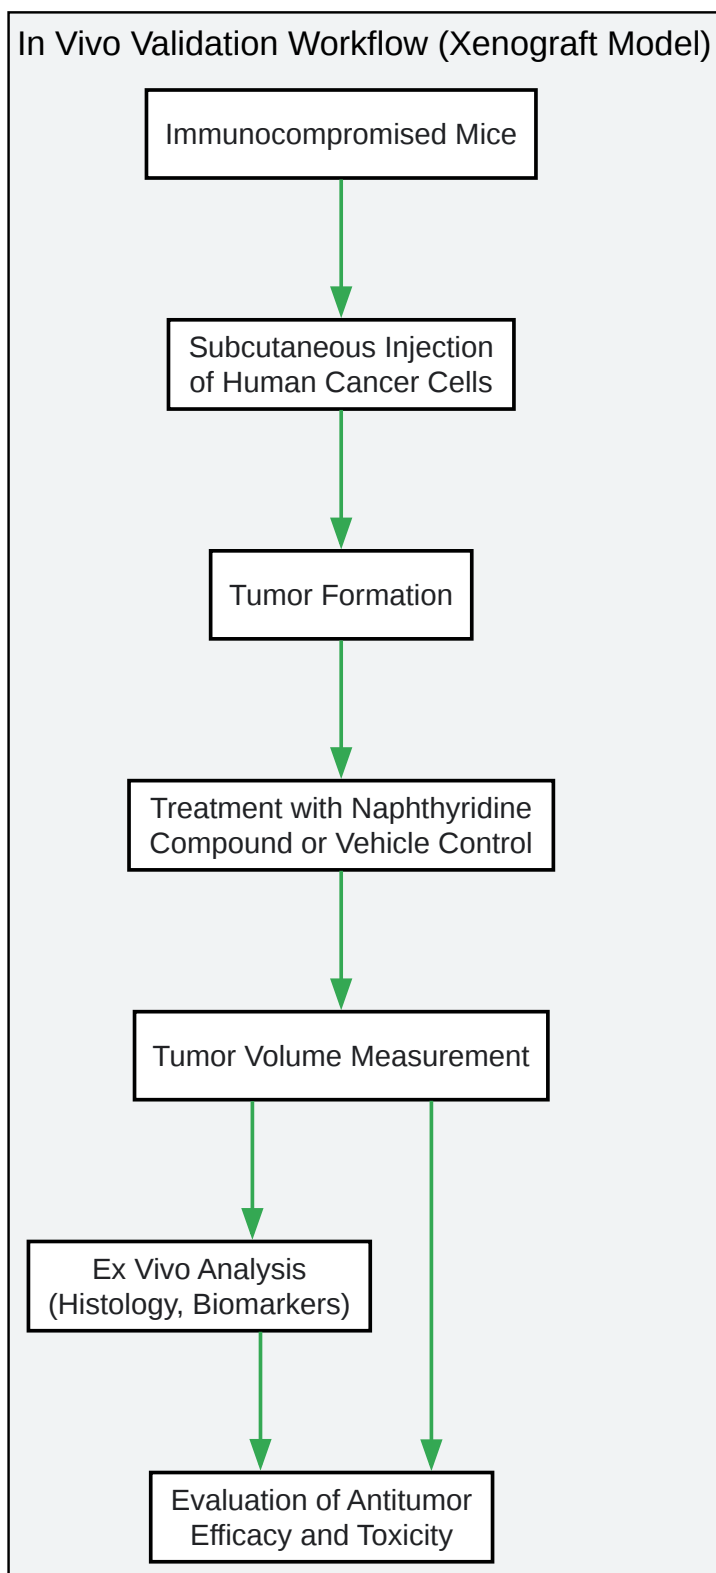 In Vivo Validation Workflow (Xenograft Model)
Immunocompromised Mice
Subcutaneous Injection
of Human Cancer Cells
Tumor Formation
Treatment with Naphthyridine
Compound or Vehicle Control
Tumor Volume Measurement
Ex Vivo Analysis
(Histology, Biomarkers)
Evaluation of Antitumor
Efficacy and Toxicity